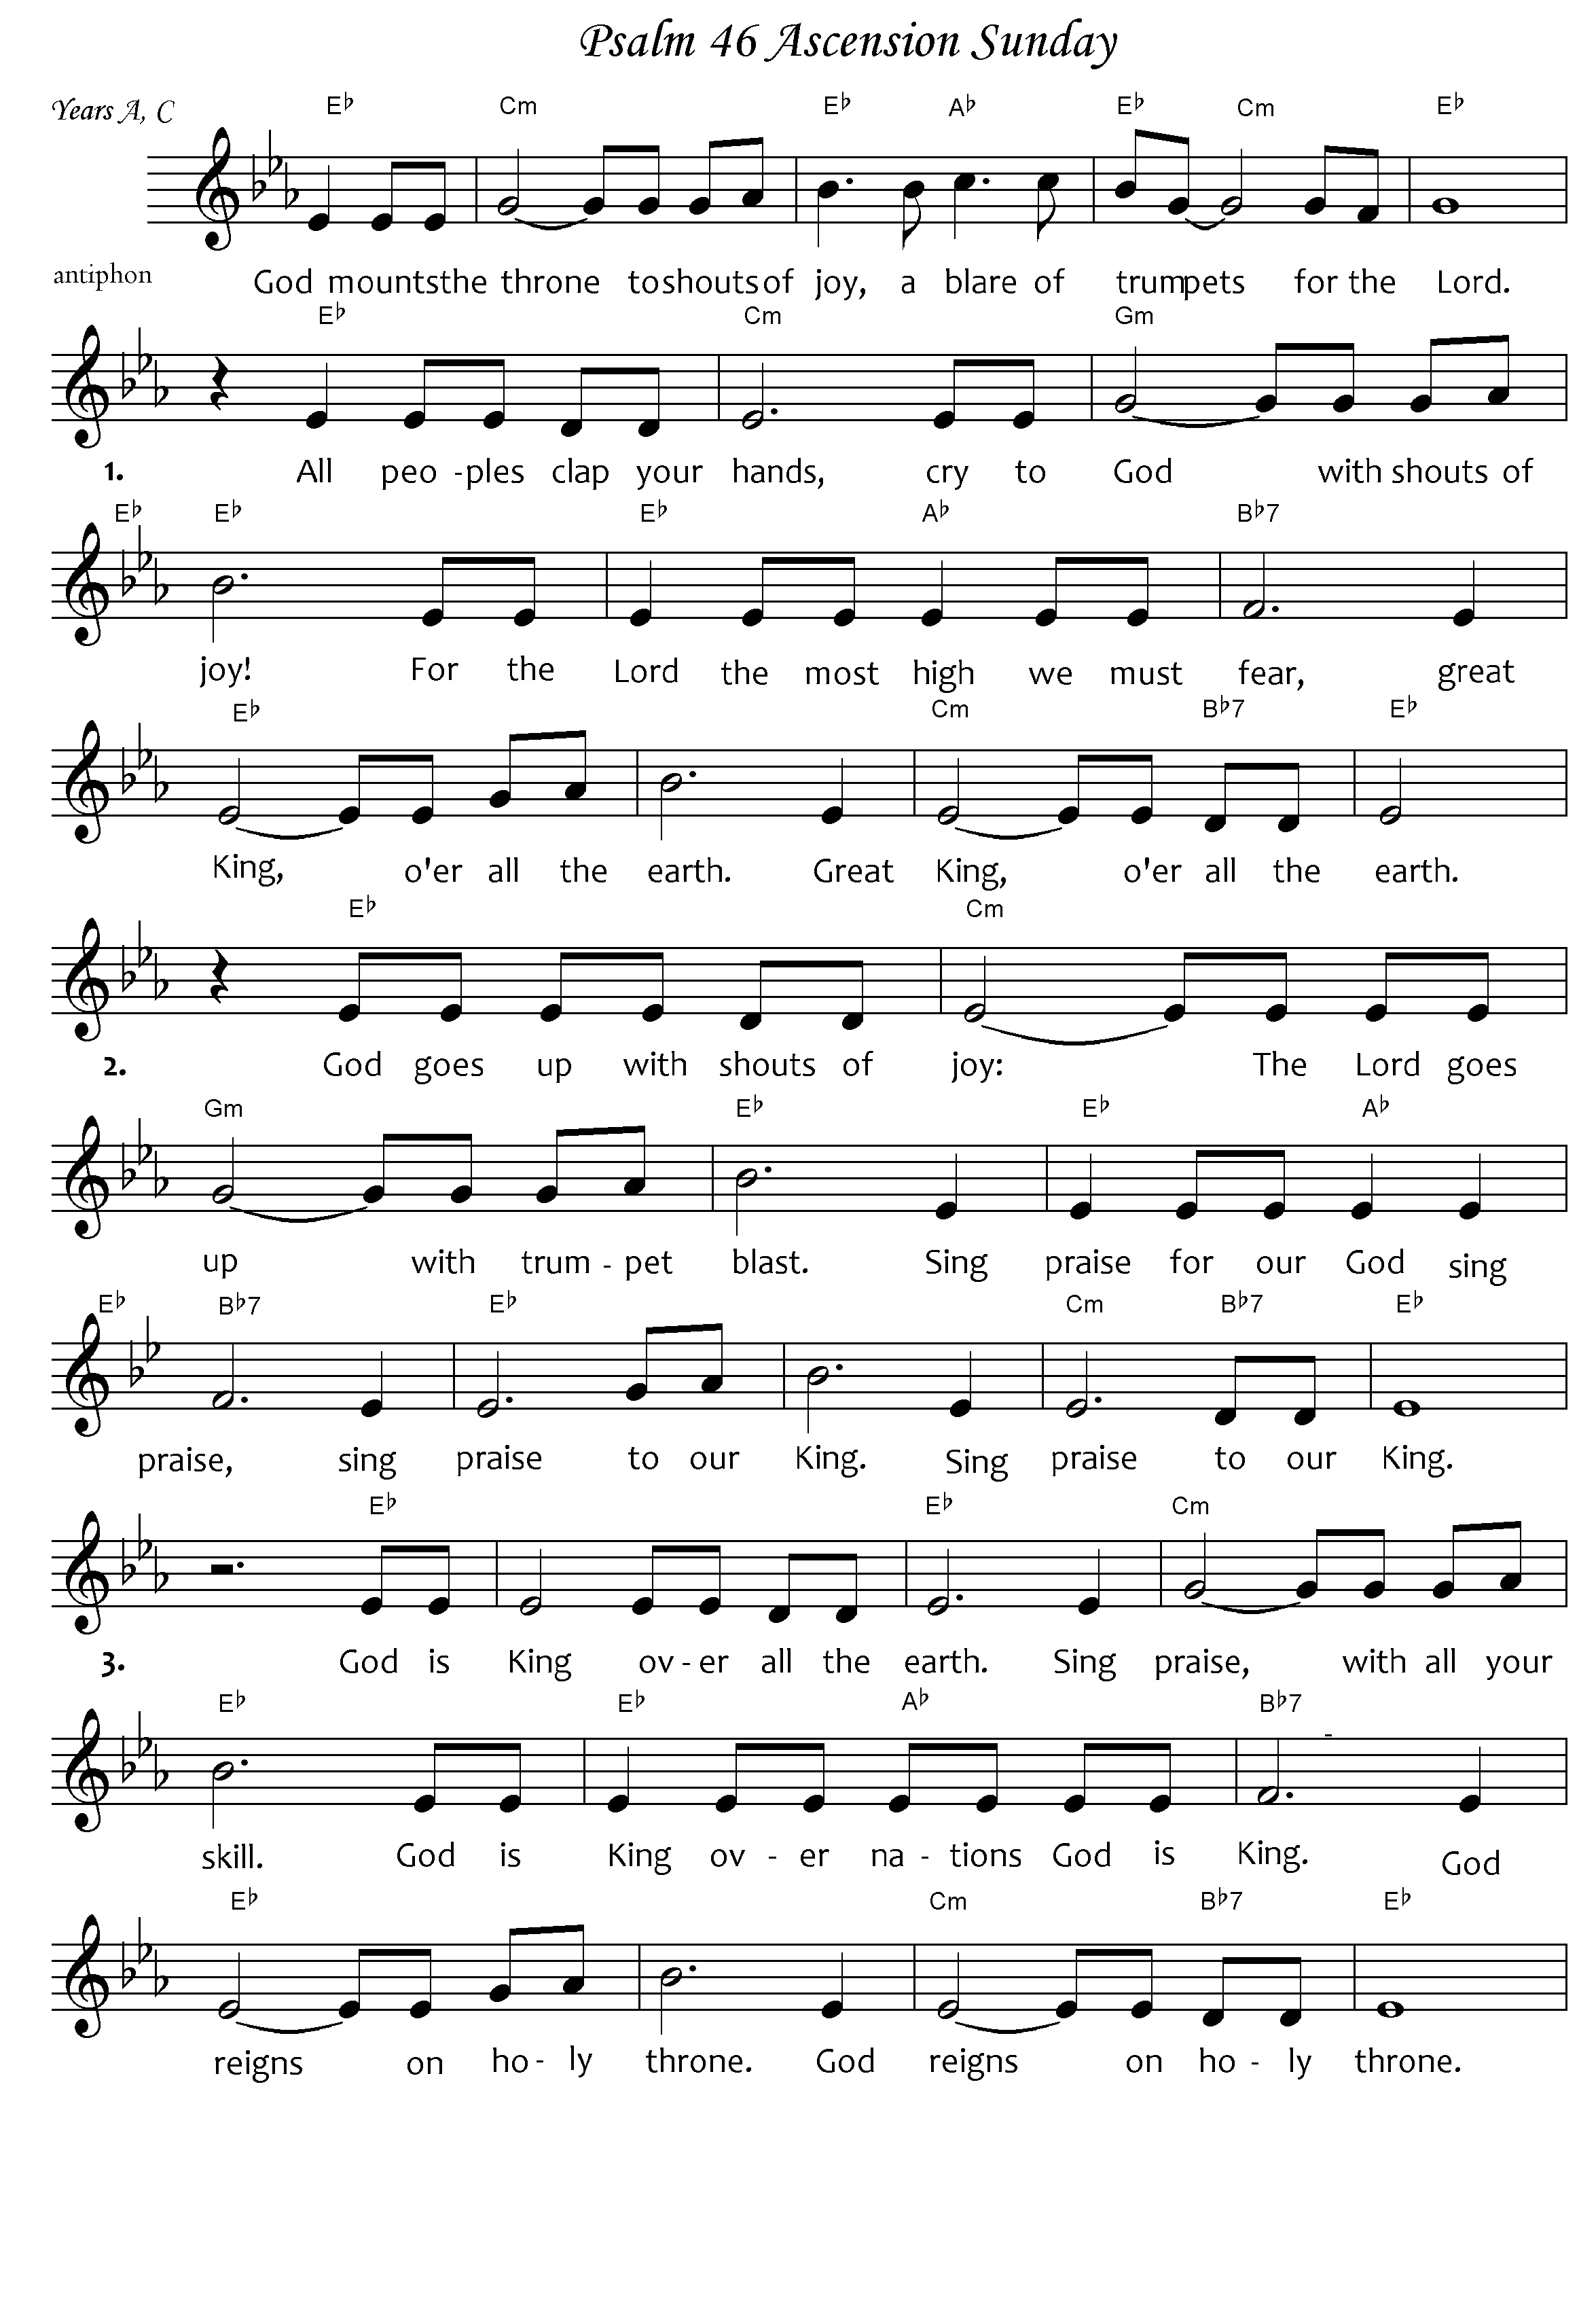 Psalm 46 Ascension Sunday
Years A, C
E♭ Cm E♭ A♭ E♭ Cm E♭
antiphon God mountsthe throne toshoutsof joy, a blare of trumpets for the Lord.
E♭ Cm Gm
1. All peo -ples clap your hands, cry to God with shouts of
E♭ E♭ E♭ A♭ B♭7
joy! For the Lord the most high we must fear, great
E♭ Cm B♭7 E♭
King, o'er all the earth. Great King, o'er all the earth.
E♭ Cm
2. God goes up with shouts of joy: The Lord goes
Gm E♭ E♭ A♭
up with trum - pet blast. Sing praise for our God sing
E♭ B♭7 E♭ Cm B♭7 E♭
praise, sing praise to our King. Sing praise to our King.
E♭ E♭ Cm
3. God is King ov - er all the earth. Sing praise, with all your
E♭ E♭ A♭ B♭7
skill. God is King ov - er na - tions God is King. God
E♭ Cm B♭7 E♭
reigns on ho - ly throne. God reigns on ho - ly throne.